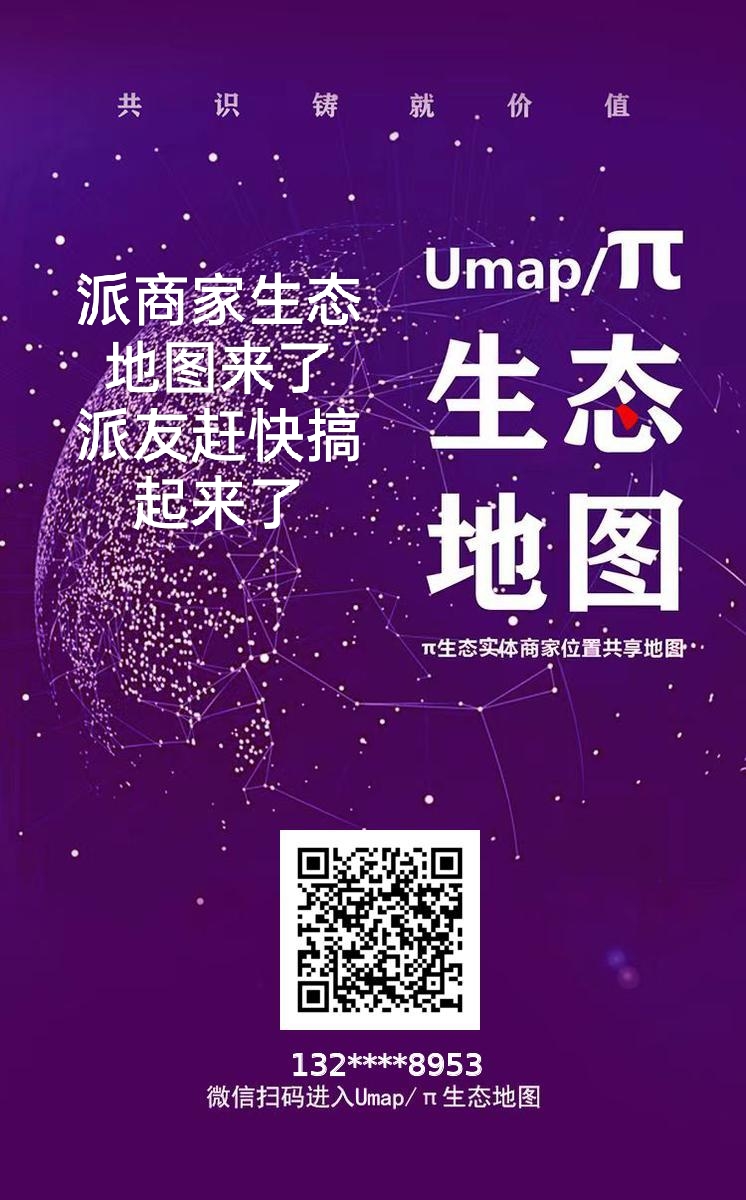 共识铸就价值
派商家生态
地图来了
派友赶快搞
起来了
Umap/π
生态
地图
π生态实体商家位置共享地图
132****8953
微信扫码进入Umap/π生态地图